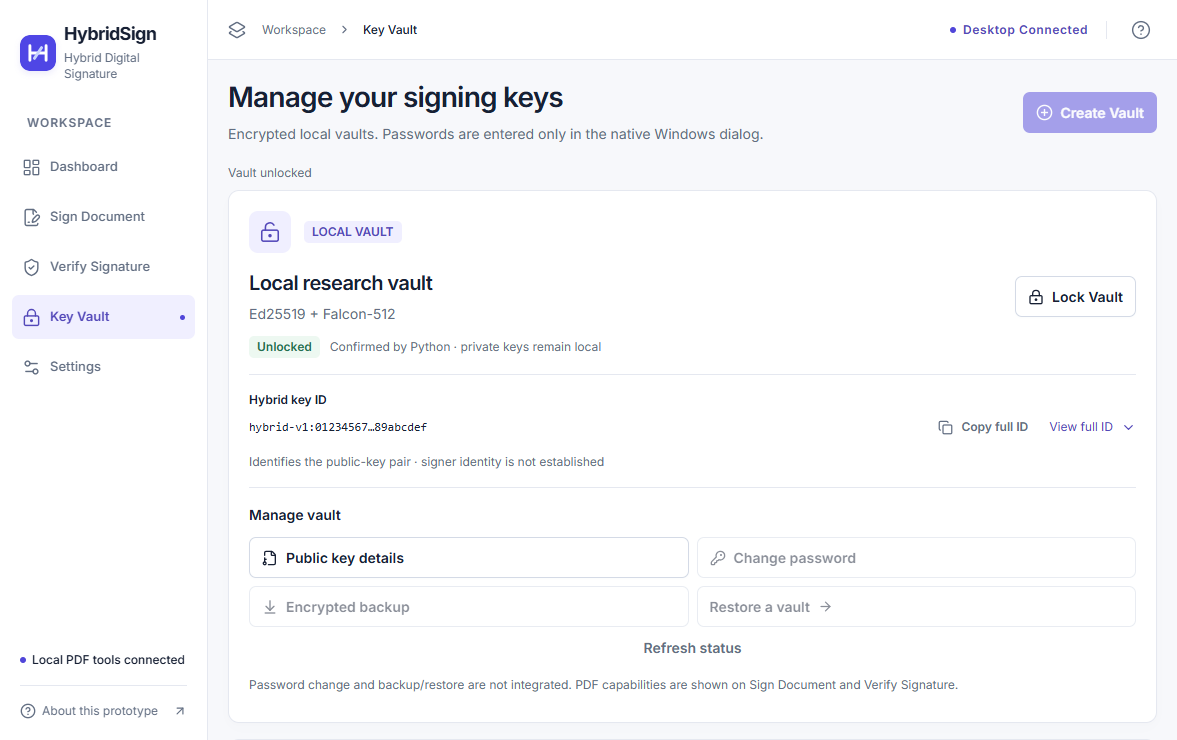 HybridSign
Hybrid Digital
Signature
WORKSPACE
Dashboard
Sign Document
Verify Signature
Key Vault
Settings
Local PDF tools connected
About this prototype
Workspace
Key Vault
Desktop Connected
Manage your signing keys
Encrypted local vaults. Passwords are entered only in the native Windows dialog.
Create Vault
Vault unlocked
LOCAL VAULT
Local research vault
Ed25519 + Falcon-512
Unlocked Confirmed by Python · private keys remain local
Lock Vault
Hybrid key ID
hybrid-v1:01234567…89abcdef
Copy full ID
View full ID
Identifies the public-key pair · signer identity is not established
Manage vault
Public key details
Change password
Encrypted backup
Restore a vault
Refresh status
Password change and backup/restore are not integrated. PDF capabilities are shown on Sign Document and Verify Signature.